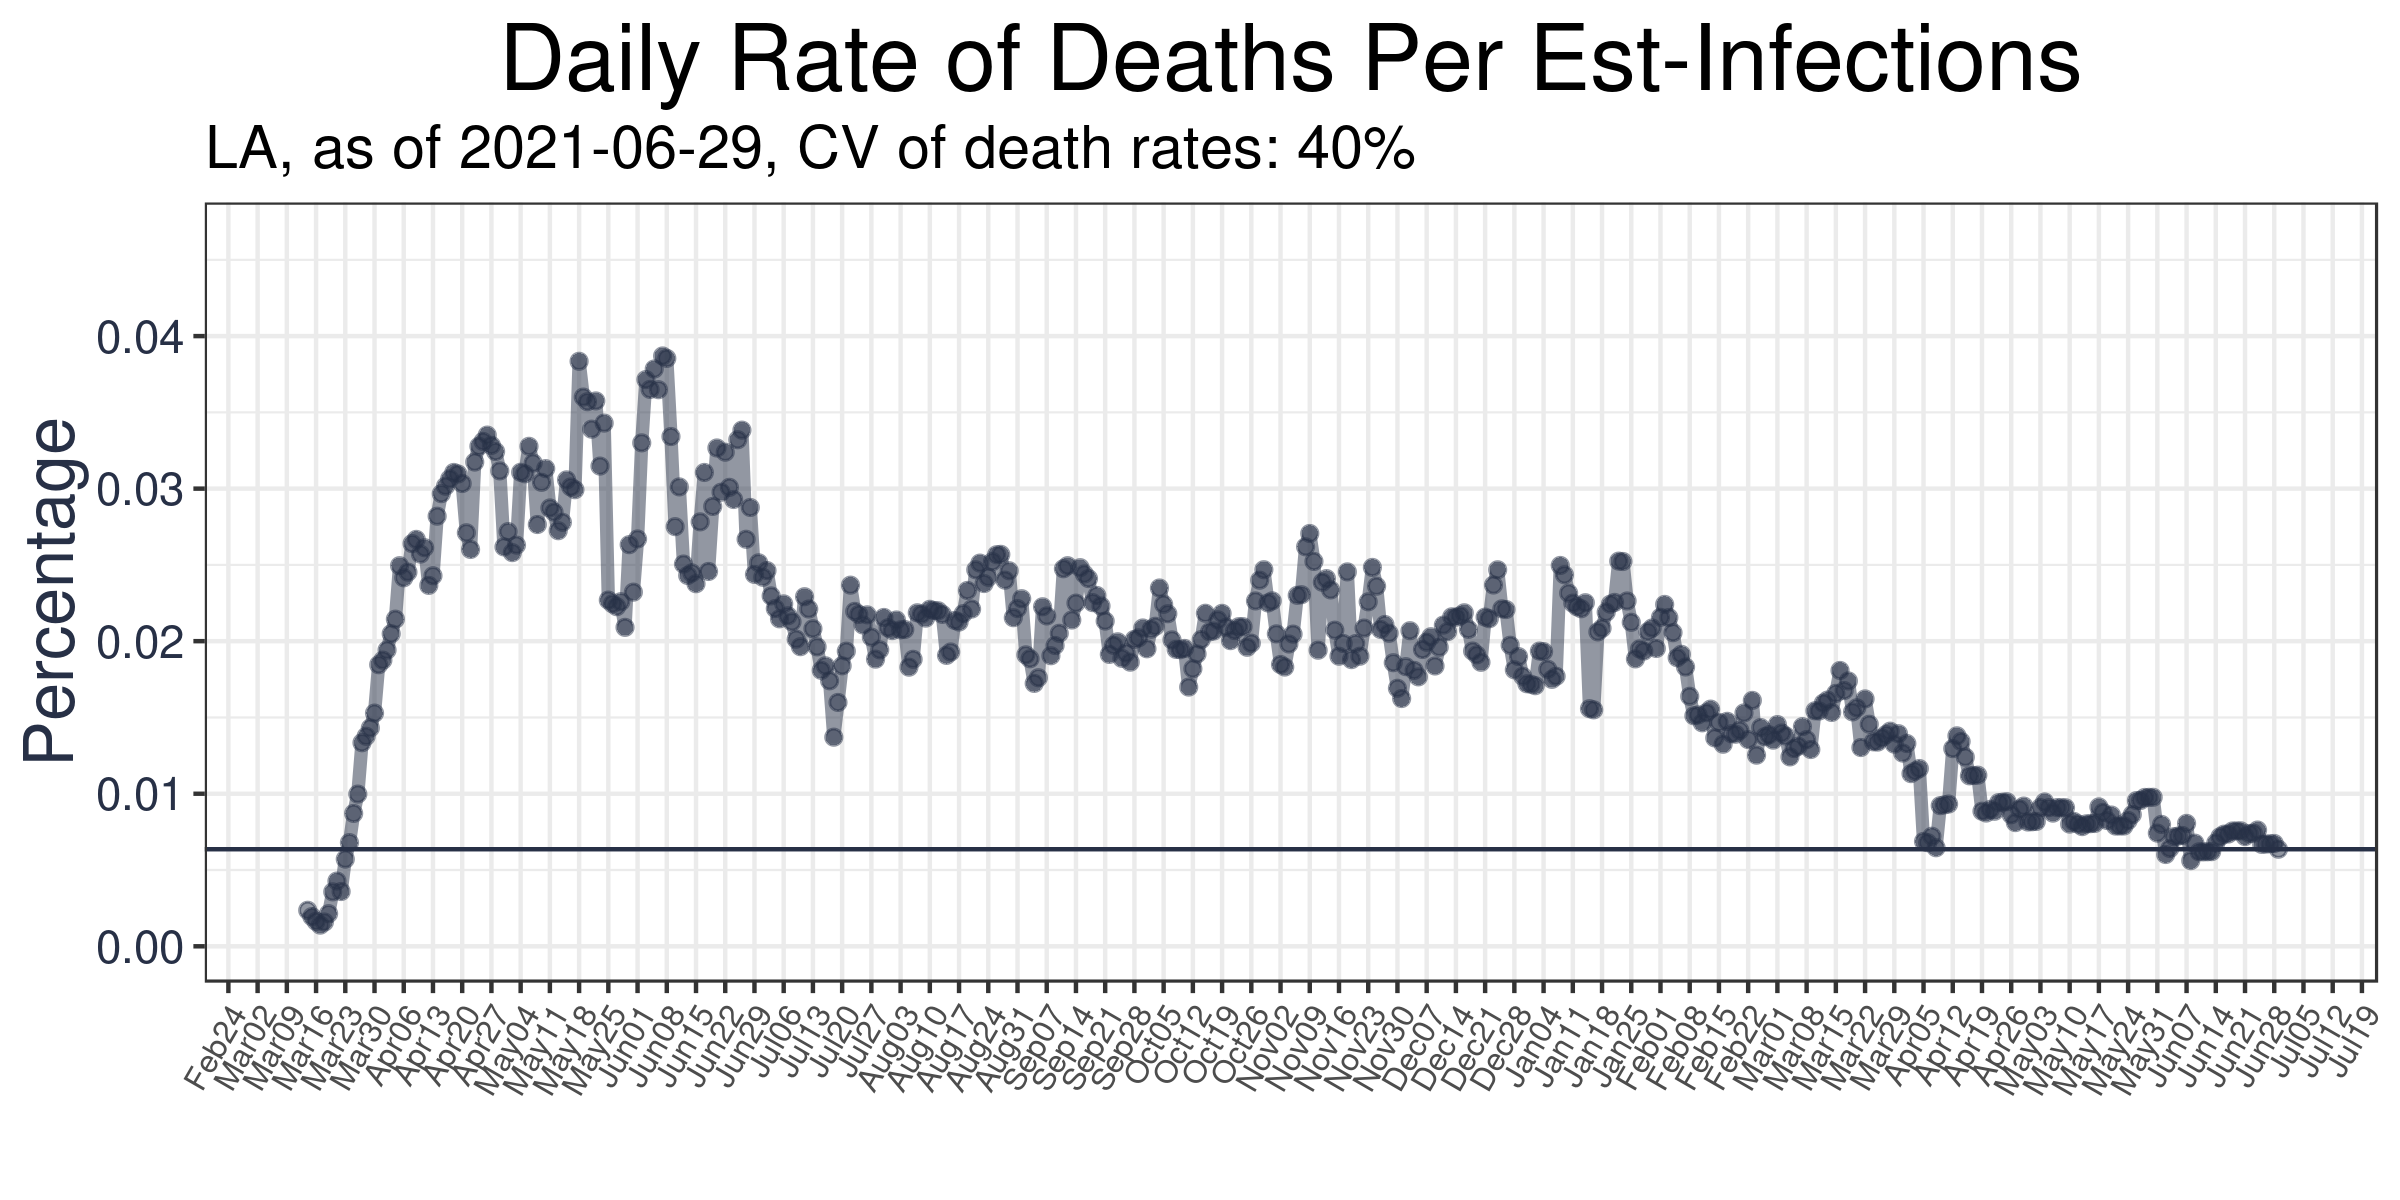 Daily Rate of Deaths Per Est-Infections
LA, as of 2021-06-29, CV of death rates: 40%
Percentage
0.04
0.03
0.02
0.01
0.00
Feb24
Mar02
Mar09
Mar16
Mar23
Mar30
Apr06
Apr13
Apr20
Apr27
May04
May11
May18
May25
Jun01
Jun08
Jun15
Jun22
Jun29
Jul06
Jul13
Jul20
Jul27
Aug03
Aug10
Aug17
Aug24
Aug31
Sep07
Sep14
Sep21
Sep28
Oct05
Oct12
Oct19
Oct26
Nov02
Nov09
Nov16
Nov23
Nov30
Dec07
Dec14
Dec21
Dec28
Jan04
Jan11
Jan18
Jan25
Feb01
Feb08
Feb15
Feb22
Mar01
Mar08
Mar15
Mar22
Mar29
Apr05
Apr12
Apr19
Apr26
May03
May10
May17
May24
May31
Jun07
Jun14
Jun21
Jun28
Jul05
Jul12
Jul19